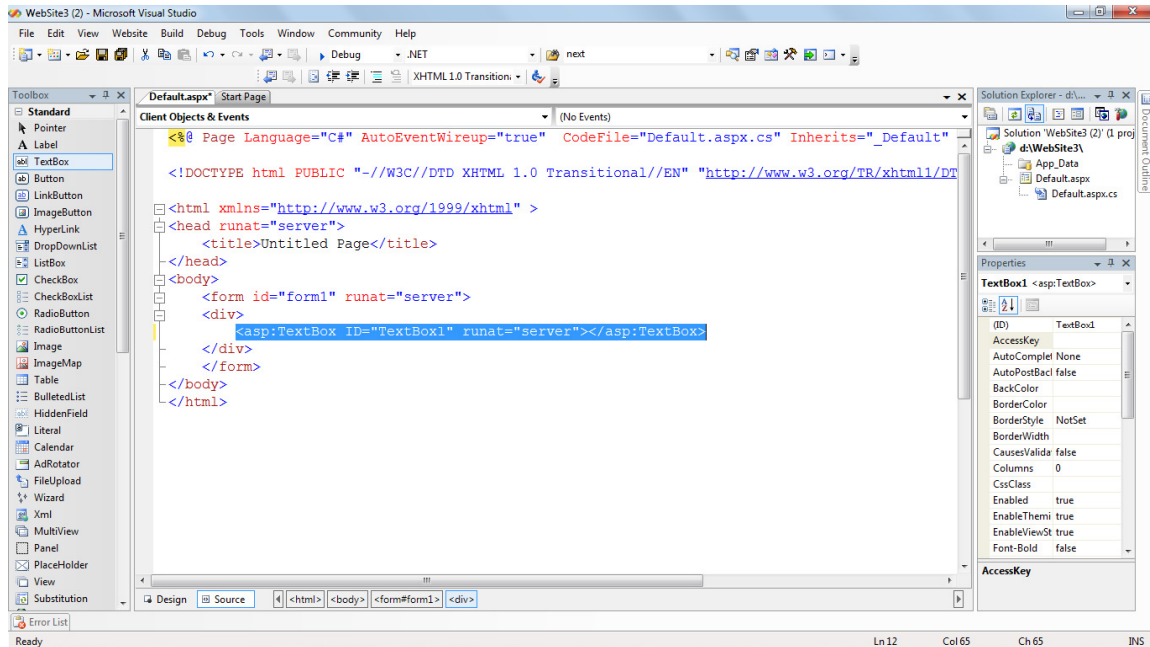 WebSite3 (2) - Microsoft Visual Studio
File Edit View Website Build Debug Tools Window Community Help
Debug .NET next
XHTML 1.0 Transition:
Toolbox
Standard
Pointer
Label
TextBox
Button
LinkButton
ImageButton
HyperLink
DropDownList
ListBox
CheckBox
CheckBoxList
RadioButton
RadioButtonList
Image
ImageMap
Table
BulletedList
HiddenField
Literal
Calendar
AdRotator
FileUpload
Wizard
Xml
MultiView
Panel
PlaceHolder
View
Substitution
Default.aspx* Start Page
Client Objects & Events (No Events)
<%@ Page Language="C#" AutoEventWireup="true" CodeFile="Default.aspx.cs" Inherits="_Default"
<!DOCTYPE html PUBLIC "-//W3C//DTD XHTML 1.0 Transitional//EN" "http://www.w3.org/TR/xhtml1/DT
<html xmlns="http://www.w3.org/1999/xhtml" >
<head runat="server">
<title>Untitled Page</title>
</head>
<body>
<form id="form1" runat="server">
<div>
<asp:TextBox ID="TextBox1" runat="server"></asp:TextBox>
</div>
</form>
</body>
</html>
Design Source <html> <body> <form#form1> <div>
Solution Explorer - d:\...
Solution 'WebSite3 (2)' (1 proj
d:\WebSite3\
App_Data
Default.aspx
Default.aspx.cs
Document Outline
Properties
TextBox1 <asp:TextBox>
(ID) TextBox1
AccessKey
AutoComplet None
AutoPostBacl false
BackColor
BorderColor
BorderStyle NotSet
BorderWidth
CausesValida false
Columns 0
CssClass
Enabled true
EnableThemi true
EnableViewSt true
Font-Bold false
AccessKey
Error List
Ready Ln 12 Col 65 Ch 65 INS